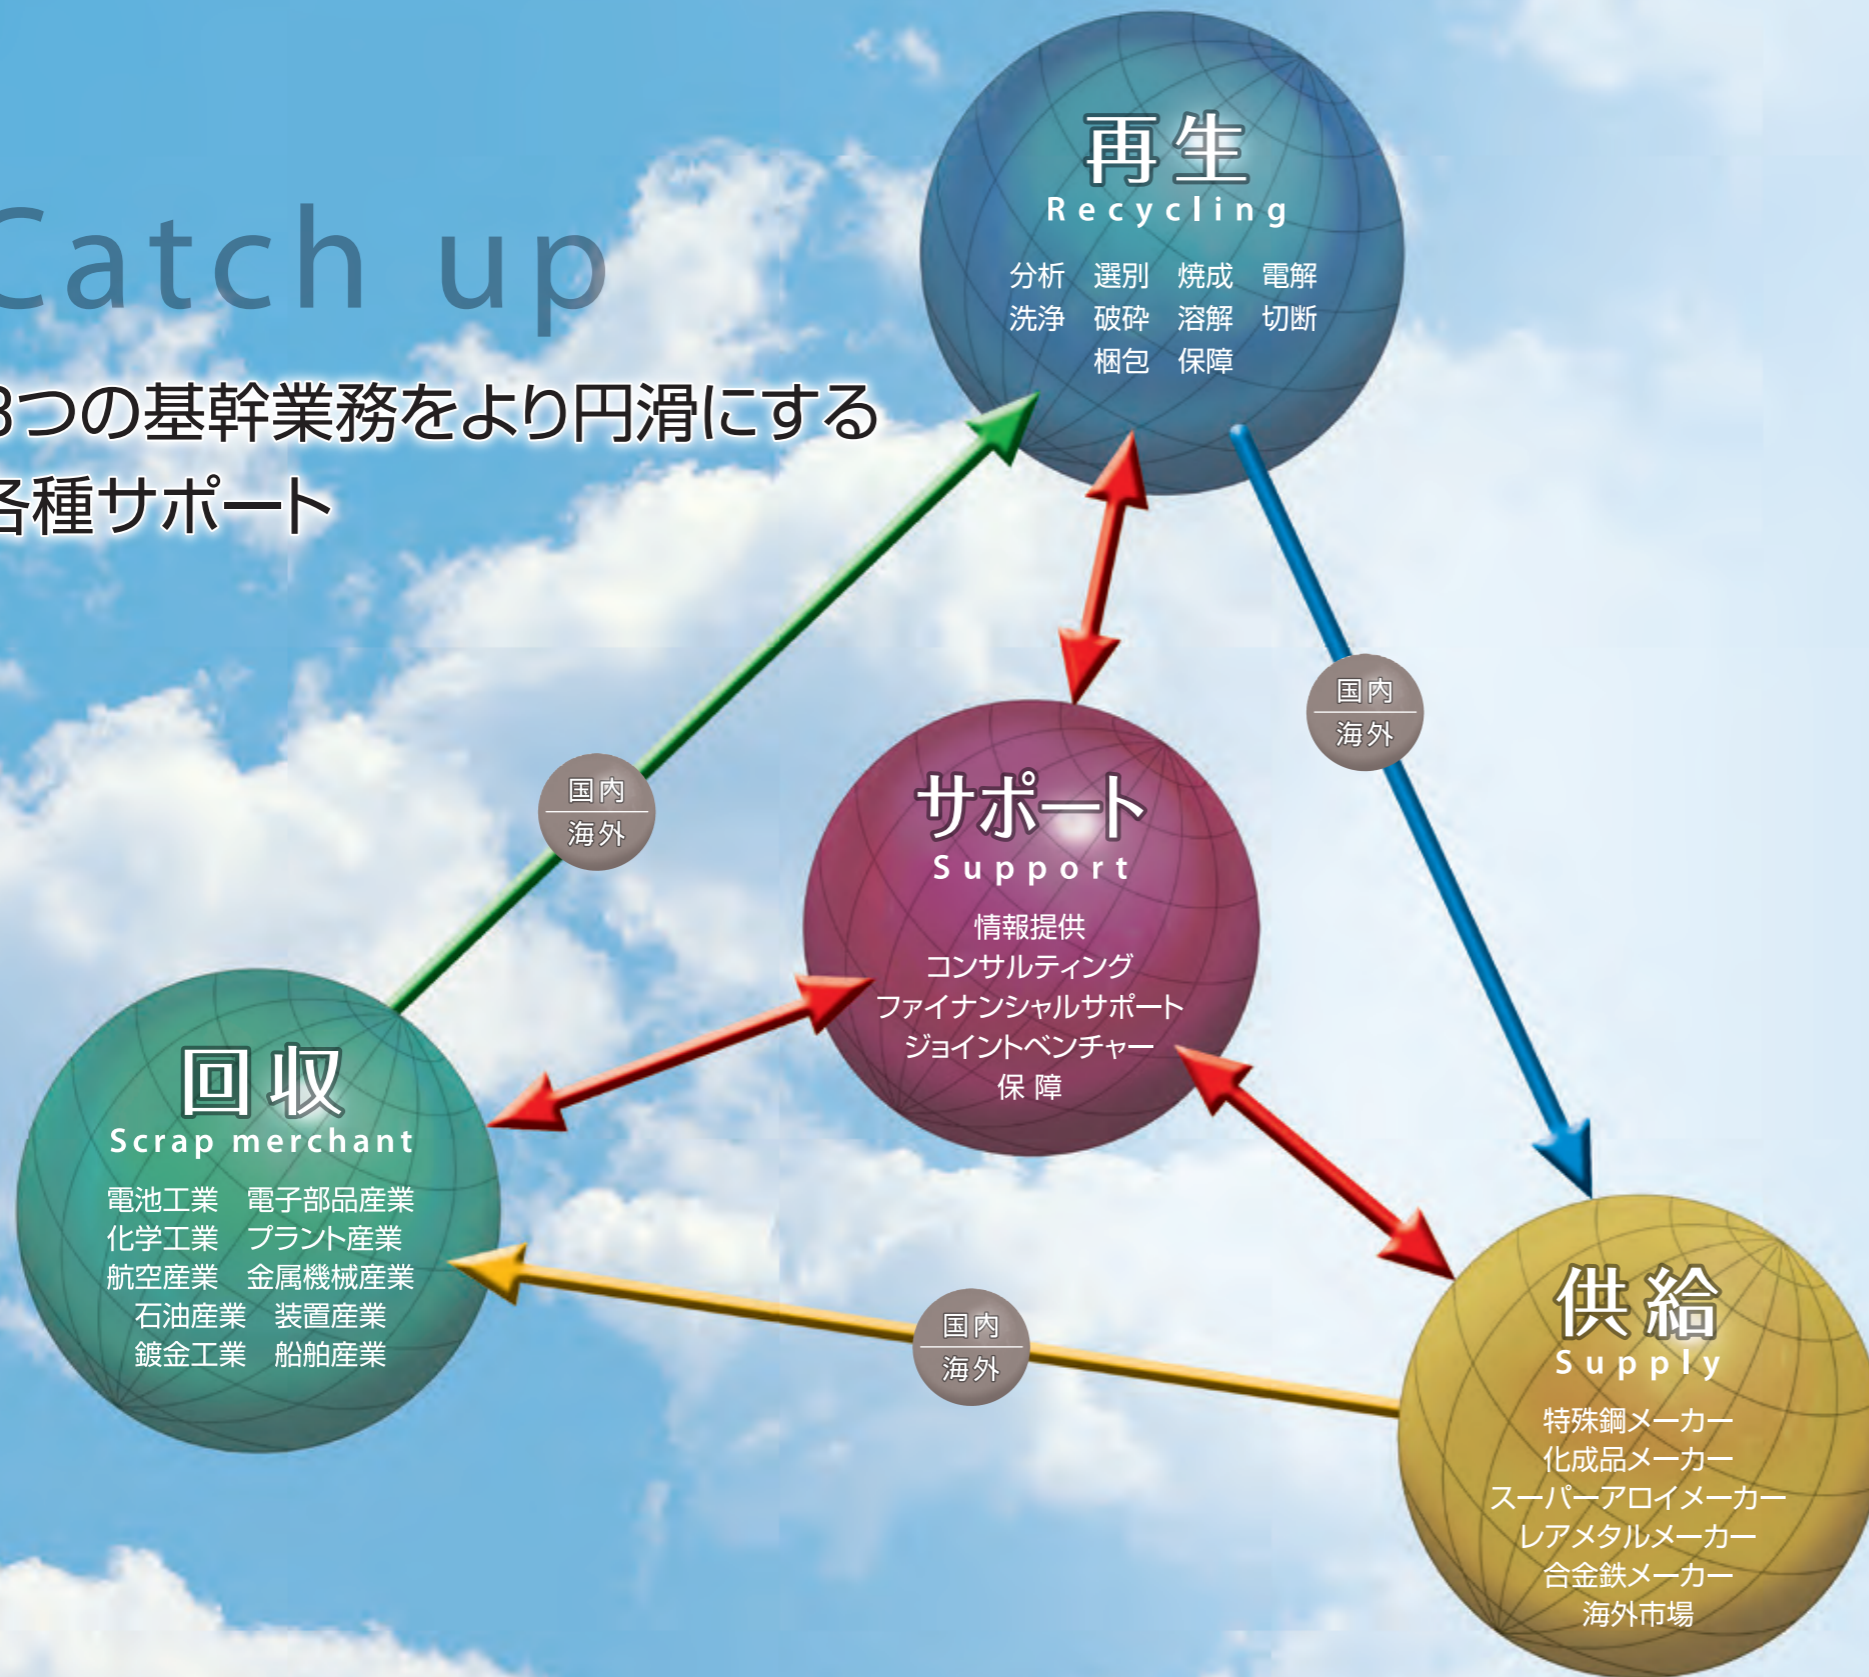 Catch up
3つの基幹業務をより円滑にする
各種サポート
再生
Recycling
分析 選別 焼成 電解
洗浄 破砕 溶解 切断
梱包 保障
国内
海外
国内
海外
サポート
Support
情報提供
コンサルティング
ファイナンシャルサポート
ジョイントベンチャー
保 障
回収
Scrap merchant
電池工業 電子部品産業
化学工業 プラント産業
航空産業 金属機械産業
石油産業 装置産業
鍍金工業 船舶産業
国内
海外
供給
Supply
特殊鋼メーカー
化成品メーカー
スーパーアロイメーカー
レアメタルメーカー
合金鉄メーカー
海外市場